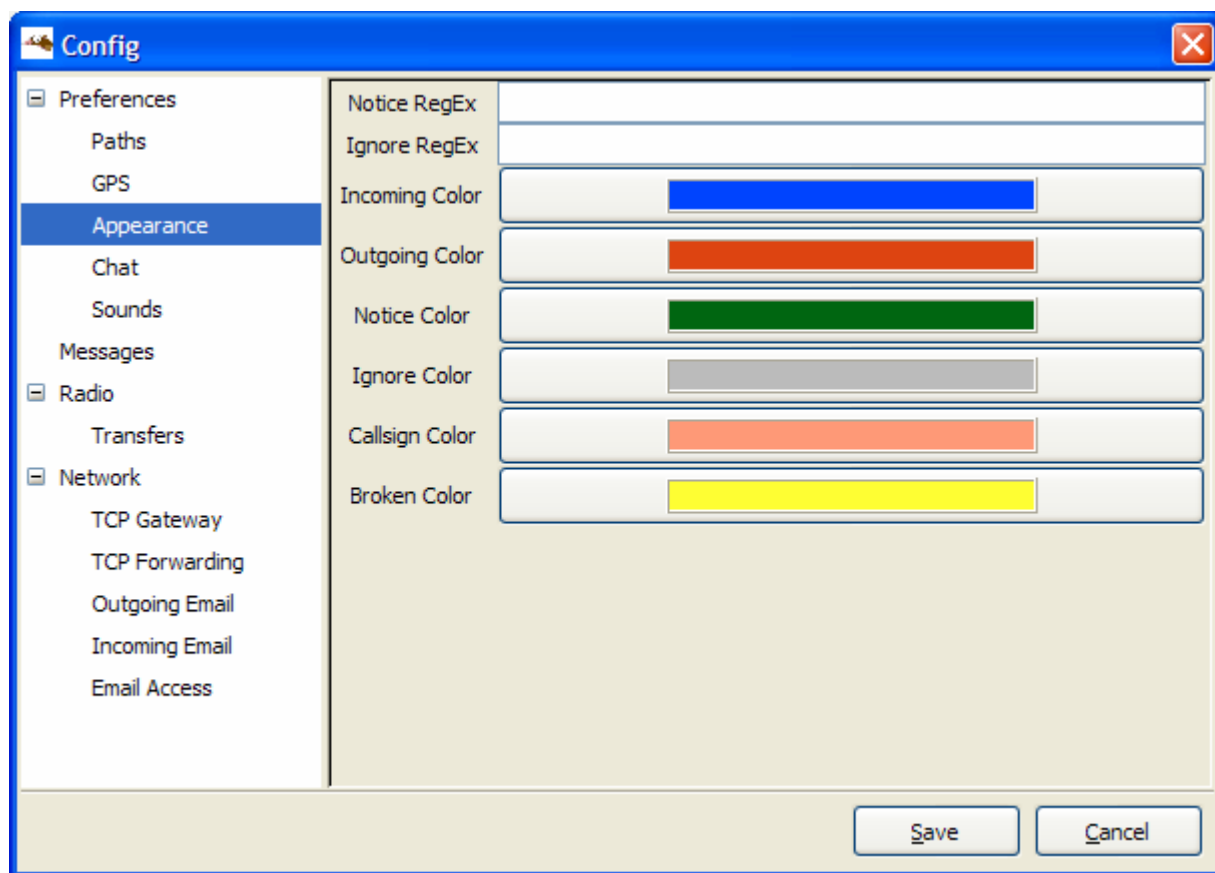 Config
Preferences
Paths
GPS
Appearance
Chat
Sounds
Messages
Radio
Transfers
Network
TCP Gateway
TCP Forwarding
Outgoing Email
Incoming Email
Email Access
Notice RegEx
Ignore RegEx
Incoming Color
Outgoing Color
Notice Color
Ignore Color
Callsign Color
Broken Color
Save
Cancel